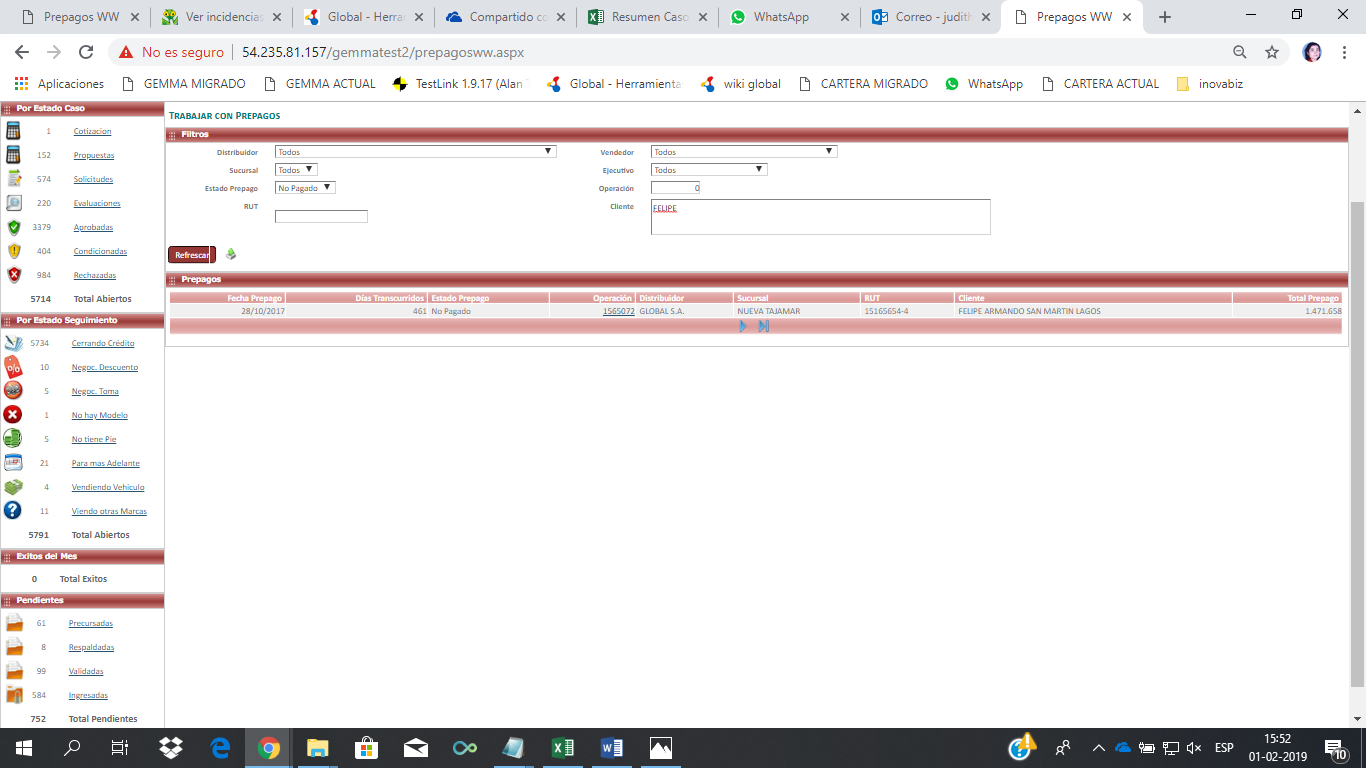 Prepagos WW
Ver incidencias
Global - Herrar
Compartido co
Resumen Caso
WhatsApp
Correo - judith
Prepagos WW
No es seguro
54.235.81.157/gemmatest2/prepagosww.aspx
Aplicaciones
GEMMA MIGRADO
GEMMA ACTUAL
TestLink 1.9.17 (Alan
Global - Herramienta
wiki global
CARTERA MIGRADO
WhatsApp
CARTERA ACTUAL
inovabiz
Por Estado Caso
1 Cotizacion
152 Propuestas
574 Solicitudes
220 Evaluaciones
3379 Aprobadas
404 Condicionadas
984 Rechazadas
5714 Total Abiertos
Por Estado Seguimiento
5734 Cerrando Crédito
10 Negoc. Descuento
5 Negoc. Toma
1 No hay Modelo
5 No tiene Pie
21 Para mas Adelante
4 Vendiendo Vehículo
11 Viendo otras Marcas
5791 Total Abiertos
Exitos del Mes
0 Total Exitos
Pendientes
61 Precursadas
8 Respaldadas
99 Validadas
584 Ingresadas
752 Total Pendientes
TRABAJAR CON PREPAGOS
Filtros
Distribuidor Todos Vendedor Todos
Sucursal Todos Ejecutivo Todos
Estado Prepago No Pagado Operación 0
RUT Cliente FELIPE
Refrescar
Prepagos
Fecha Prepago Días Transcurridos Estado Prepago Operación Distribuidor Sucursal RUT Cliente Total Prepago
28/10/2017 461 No Pagado 1565072 GLOBAL S.A. NUEVA TAJAMAR 15165654-4 FELIPE ARMANDO SAN MARTIN LAGOS 1.471.658
ESP
15:52
01-02-2019
10